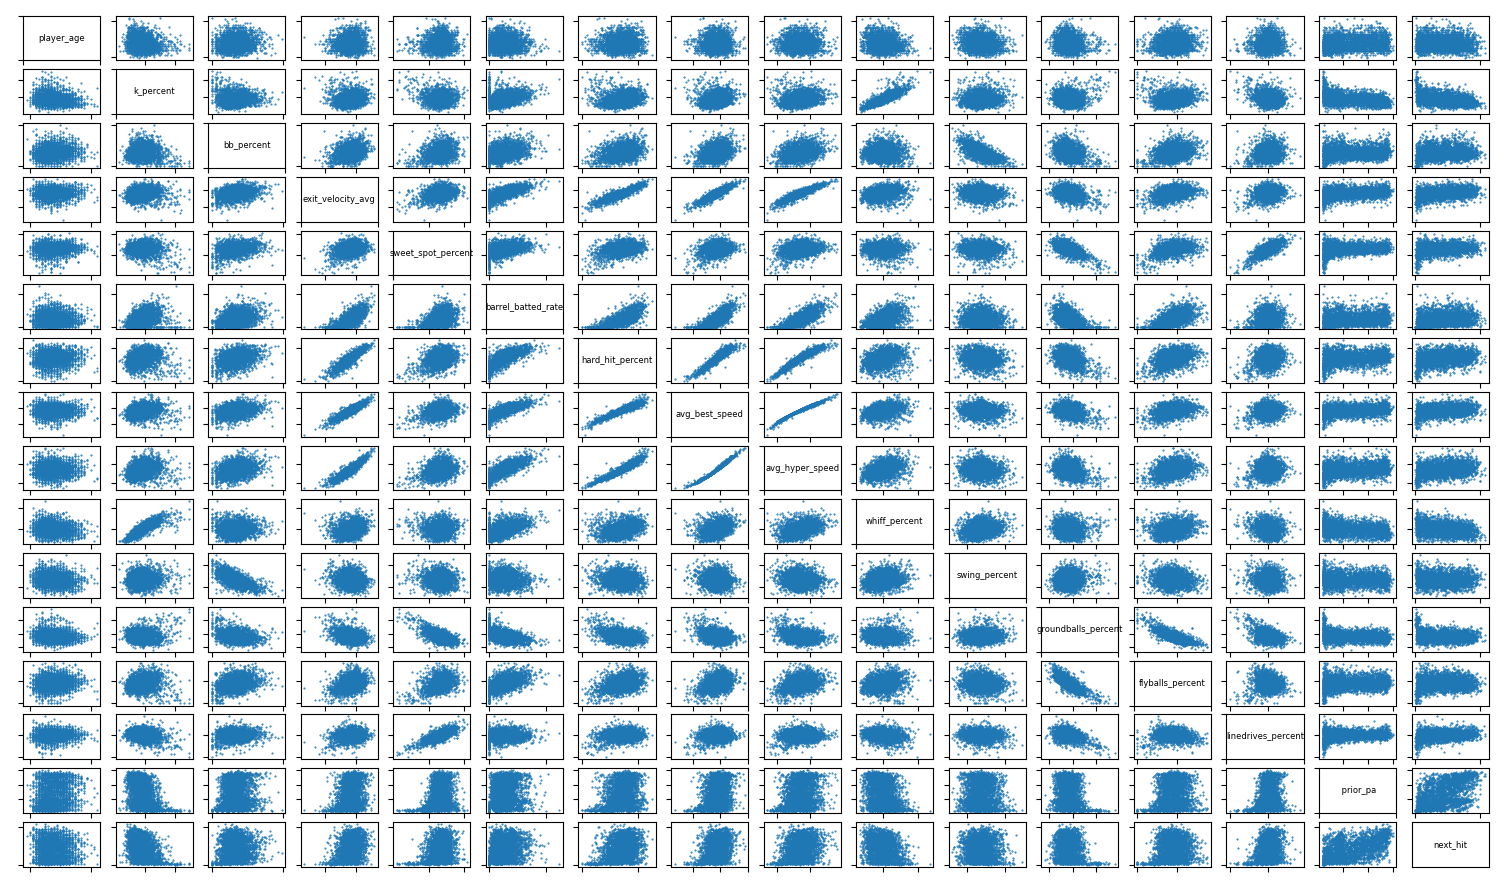 player_age
k_percent
bb_percent
exit_velocity_avg
sweet_spot_percent
barrel_batted_rate
hard_hit_percent
avg_best_speed
avg_hyper_speed
whiff_percent
swing_percent
groundballs_percent
flyballs_percent
linedrives_percent
prior_pa
next_hit